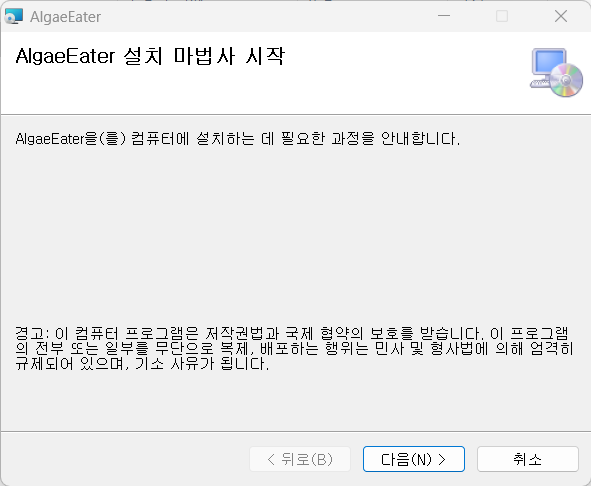 AlgaeEater
AlgaeEater 설치 마법사 시작
AlgaeEater을(를) 컴퓨터에 설치하는 데 필요한 과정을 안내합니다.
경고: 이 컴퓨터 프로그램은 저작권법과 국제 협약의 보호를 받습니다. 이 프로그램
의 전부 또는 일부를 무단으로 복제, 배포하는 행위는 민사 및 형사법에 의해 엄격히
규제되어 있으며, 기소 사유가 됩니다.
< 뒤로(B)
다음(N) >
취소